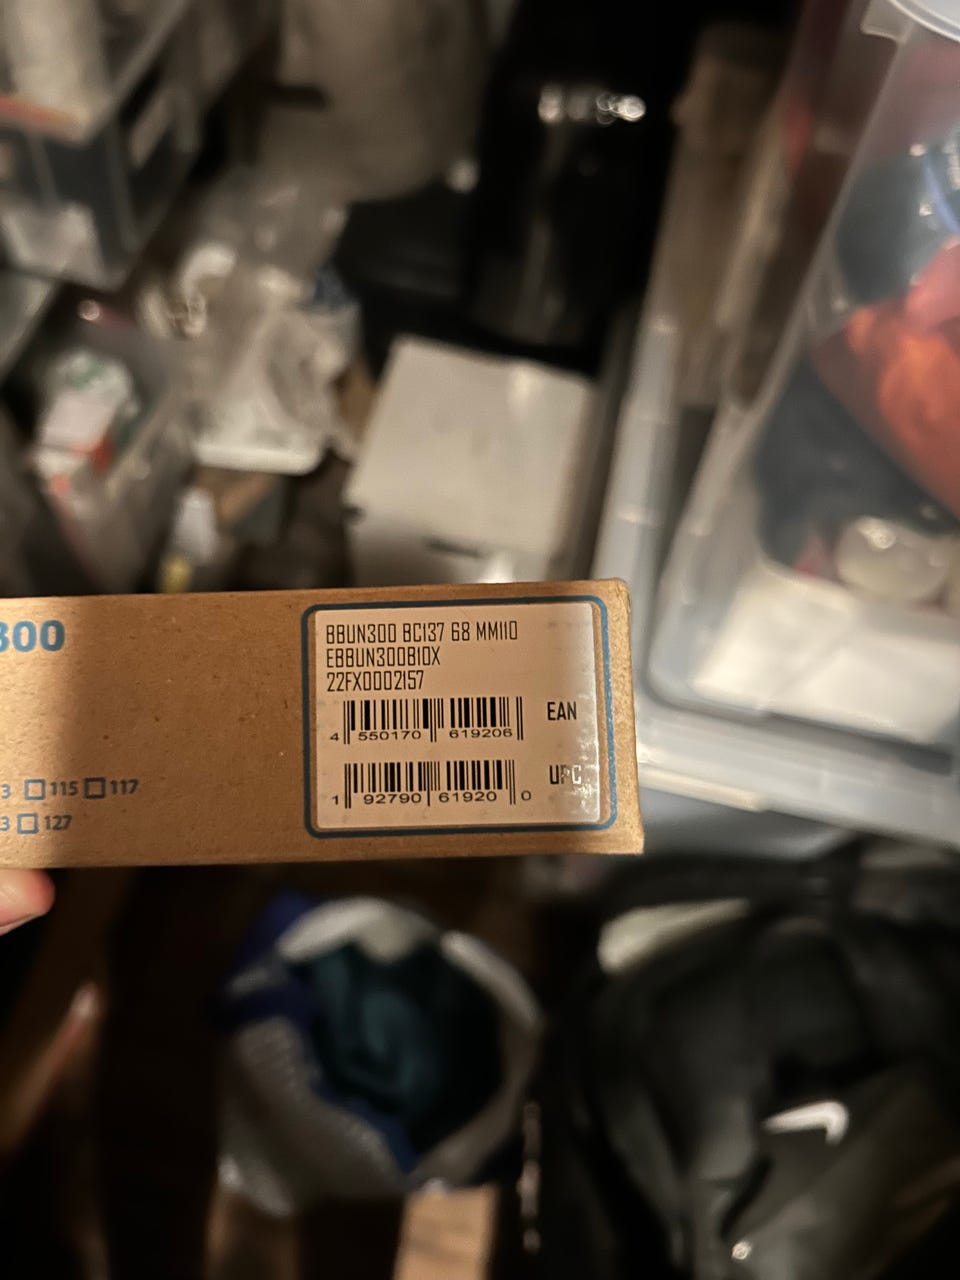 300
BBUN300 BC137 68 MM110
EBBUN300B10X
22FX0002157
EAN
4 550170 619206
UPC
1 92790 61920 0
3 □115 □117
3 □127